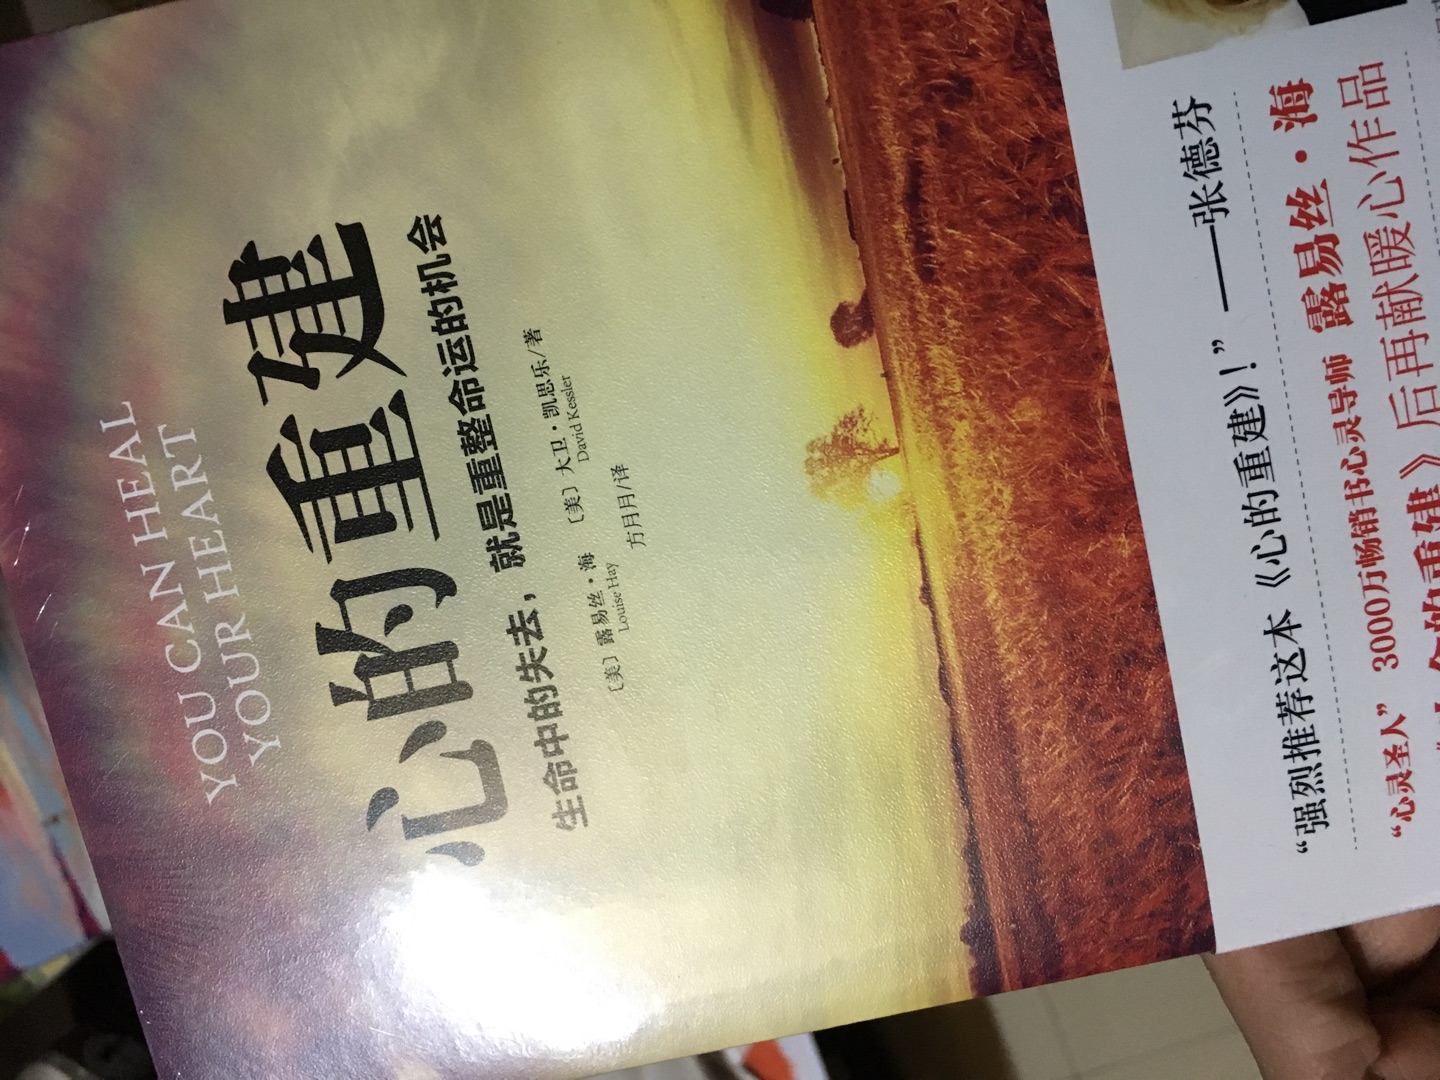 YOU CAN HEAL
YOUR HEART
心的重建
生命中的失去，就是重整命运的机会
〔美〕露易丝·海 〔美〕大卫·凯思乐/著
Louise Hay David Kessler
方月月/译
“强烈推荐这本《心的重建》！”——张德芬
“心灵圣人” 3000万畅销书心灵导师 露易丝·海
的重建》后再献暖心作品